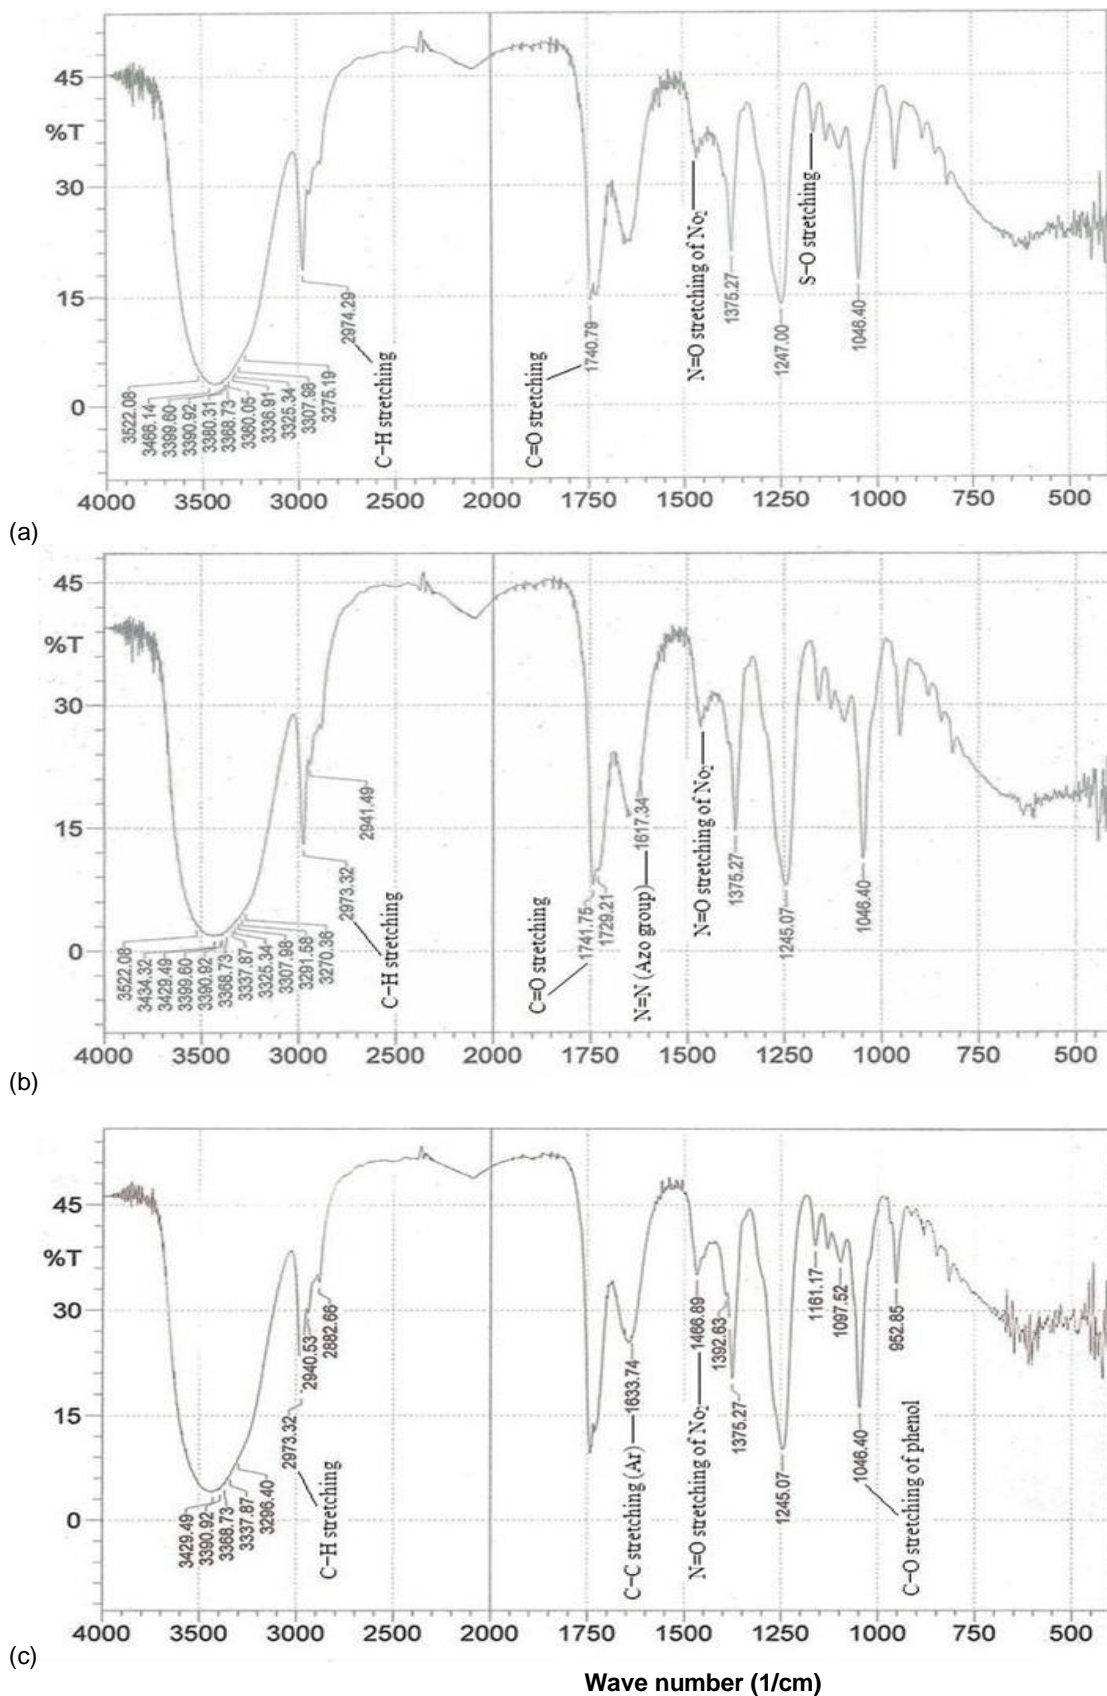 45
%T
30
15
0
3522.08
3466.14
3399.60
3390.92
3380.31
3368.73
3360.05
3336.91
3325.34
3307.98
3275.19
2974.29
C−H stretching
C=O stretching
1740.79
N=O stretching of No2
1375.27
1247.00
S−O stretching
1046.40
4000 3500 3000 2500 2000 1750 1500 1250 1000 750 500
(a)
45
%T
30
15
0
3522.08
3434.32
3429.49
3399.60
3390.92
3368.73
3337.87
3325.34
3307.98
3291.58
3270.36
2973.32
2941.49
C−H stretching
C=O stretching
1741.75
1729.21
N=N (Azo group)
1617.34
N=O stretching of No2
1375.27
1245.07
1046.40
4000 3500 3000 2500 2000 1750 1500 1250 1000 750 500
(b)
45
%T
30
15
0
3429.49
3390.92
3368.73
3337.87
3296.40
2973.32
2940.53
2882.66
C−H stretching
C−C stretching (Ar)
1633.74
N=O stretching of No2
1466.89
1392.63
1375.27
1245.07
1161.17
1097.52
1046.40
952.85
C−O stretching of phenol
4000 3500 3000 2500 2000 1750 1500 1250 1000 750 500
(c)
Wave number (1/cm)